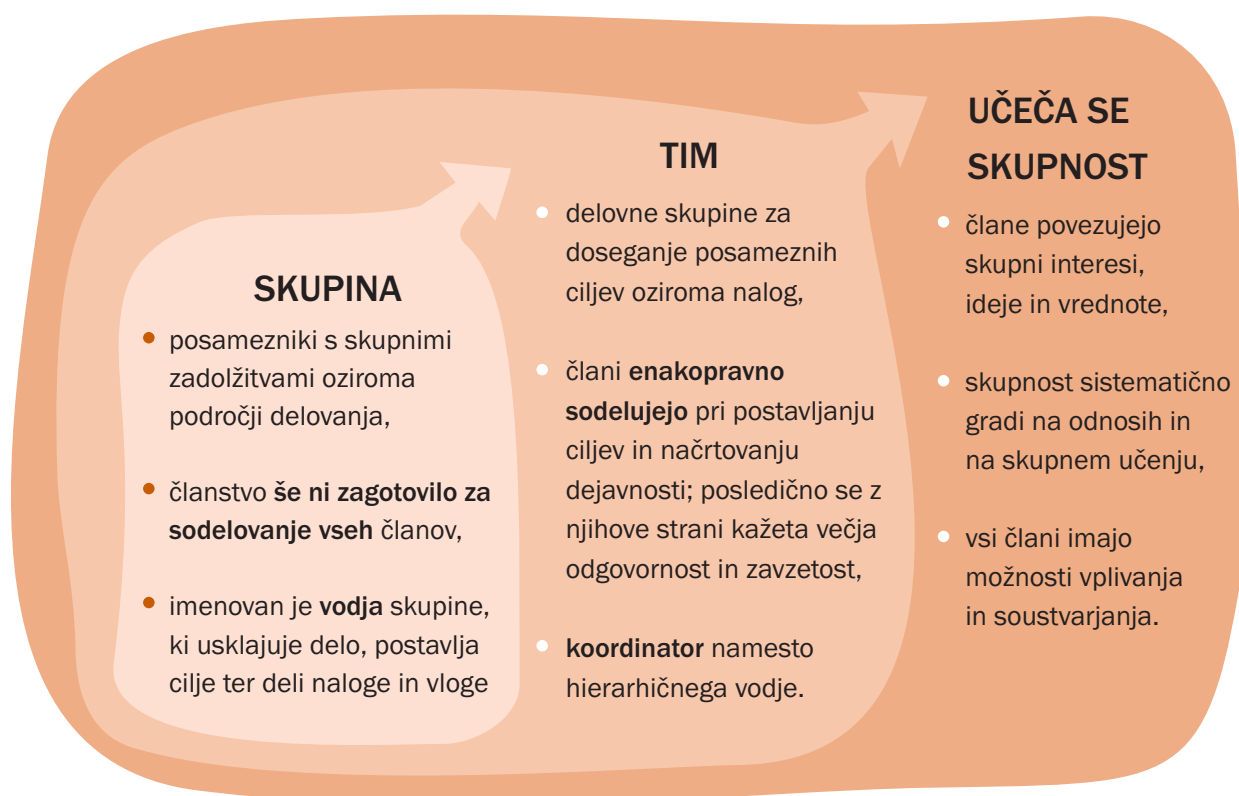 SKUPINA
posamezniki s skupnimi
zadolžitvami oziroma
področji delovanja,
članstvo še ni zagotovilo za
sodelovanje vseh članov,
imenovan je vodja skupine,
ki usklajuje delo, postavlja
cilje ter deli naloge in vloge
TIM
delovne skupine za
doseganje posameznih
ciljev oziroma nalog,
člani enakopravno
sodelujejo pri postavljanju
ciljev in načrtovanju
dejavnosti; posledično se z
njihove strani kažeta večja
odgovornost in zavzetost,
koordinator namesto
hierarhičnega vodje.
UČEČA SE
SKUPNOST
člane povezujejo
skupni interesi,
ideje in vrednote,
skupnost sistematično
gradi na odnosih in
na skupnem učenju,
vsi člani imajo
možnosti vplivanja
in soustvarjanja.